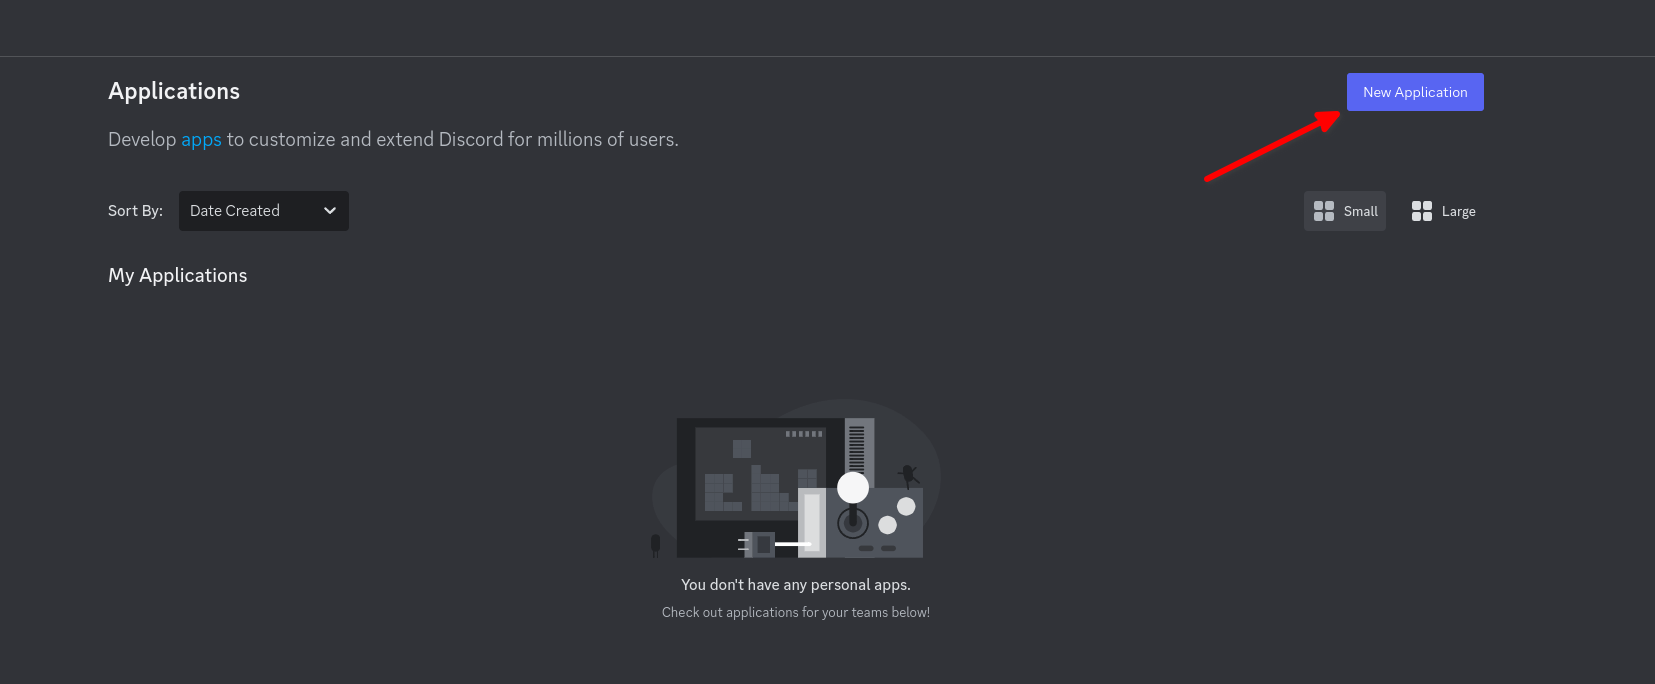 Applications
New Application
Develop apps to customize and extend Discord for millions of users.
Sort By:
Date Created
Small
Large
My Applications
You don't have any personal apps.
Check out applications for your teams below!